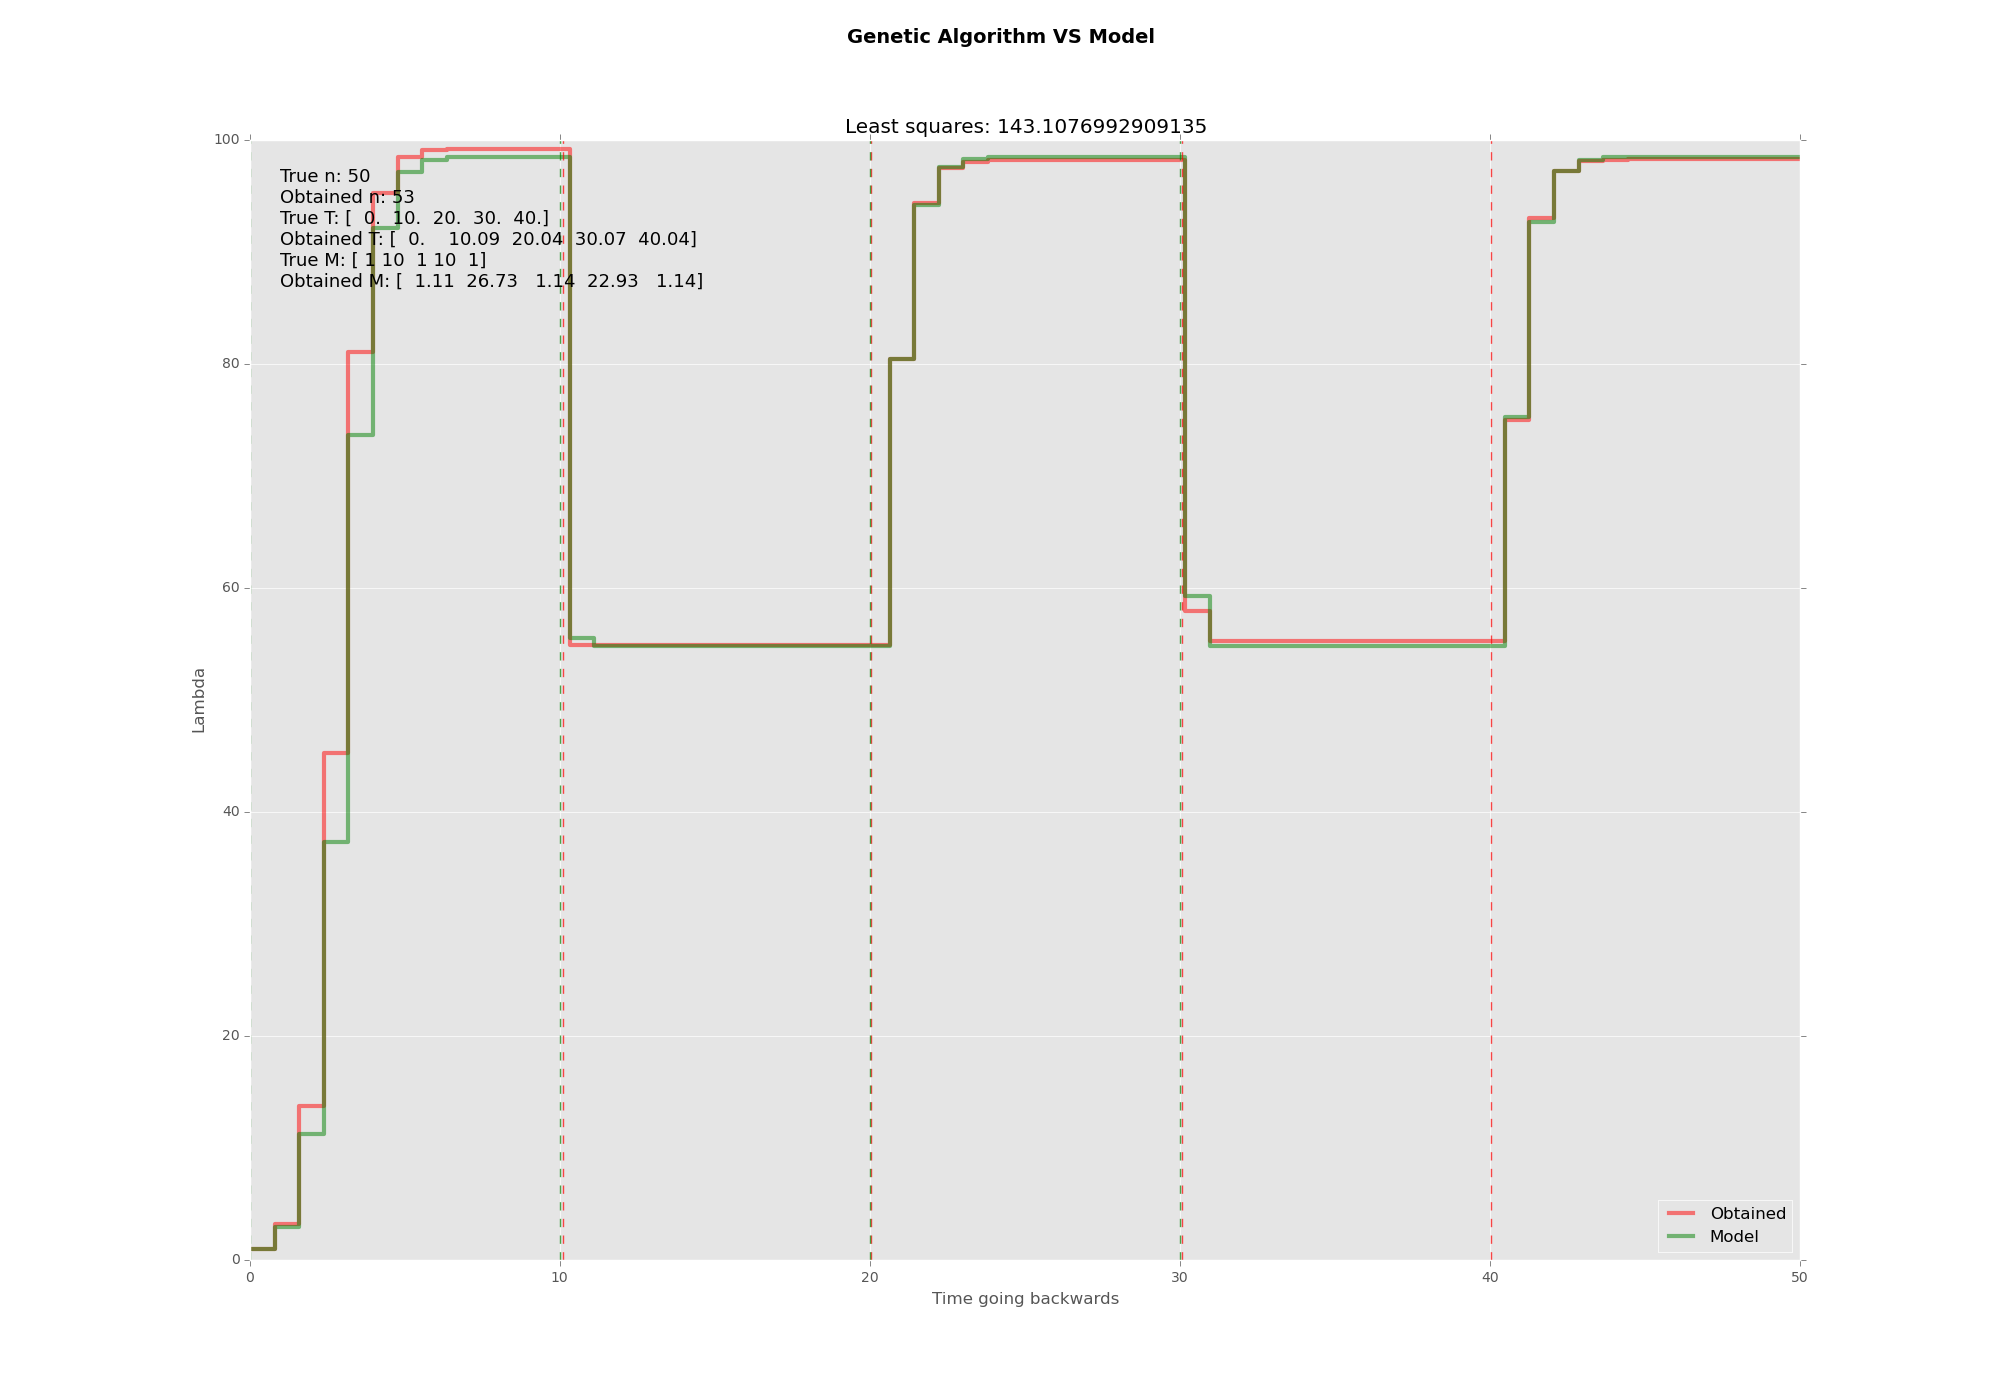 Genetic Algorithm VS Model
Least squares: 143.1076992909135
True n: 50
Obtained n: 53
True T: [  0.  10.  20.  30.  40.]
Obtained T: [  0.    10.09  20.04  30.07  40.04]
True M: [ 1 10  1 10  1]
Obtained M: [  1.11  26.73   1.14  22.93   1.14]
100
80
60
40
20
0
Lambda
0 10 20 30 40 50
Time going backwards
Obtained
Model